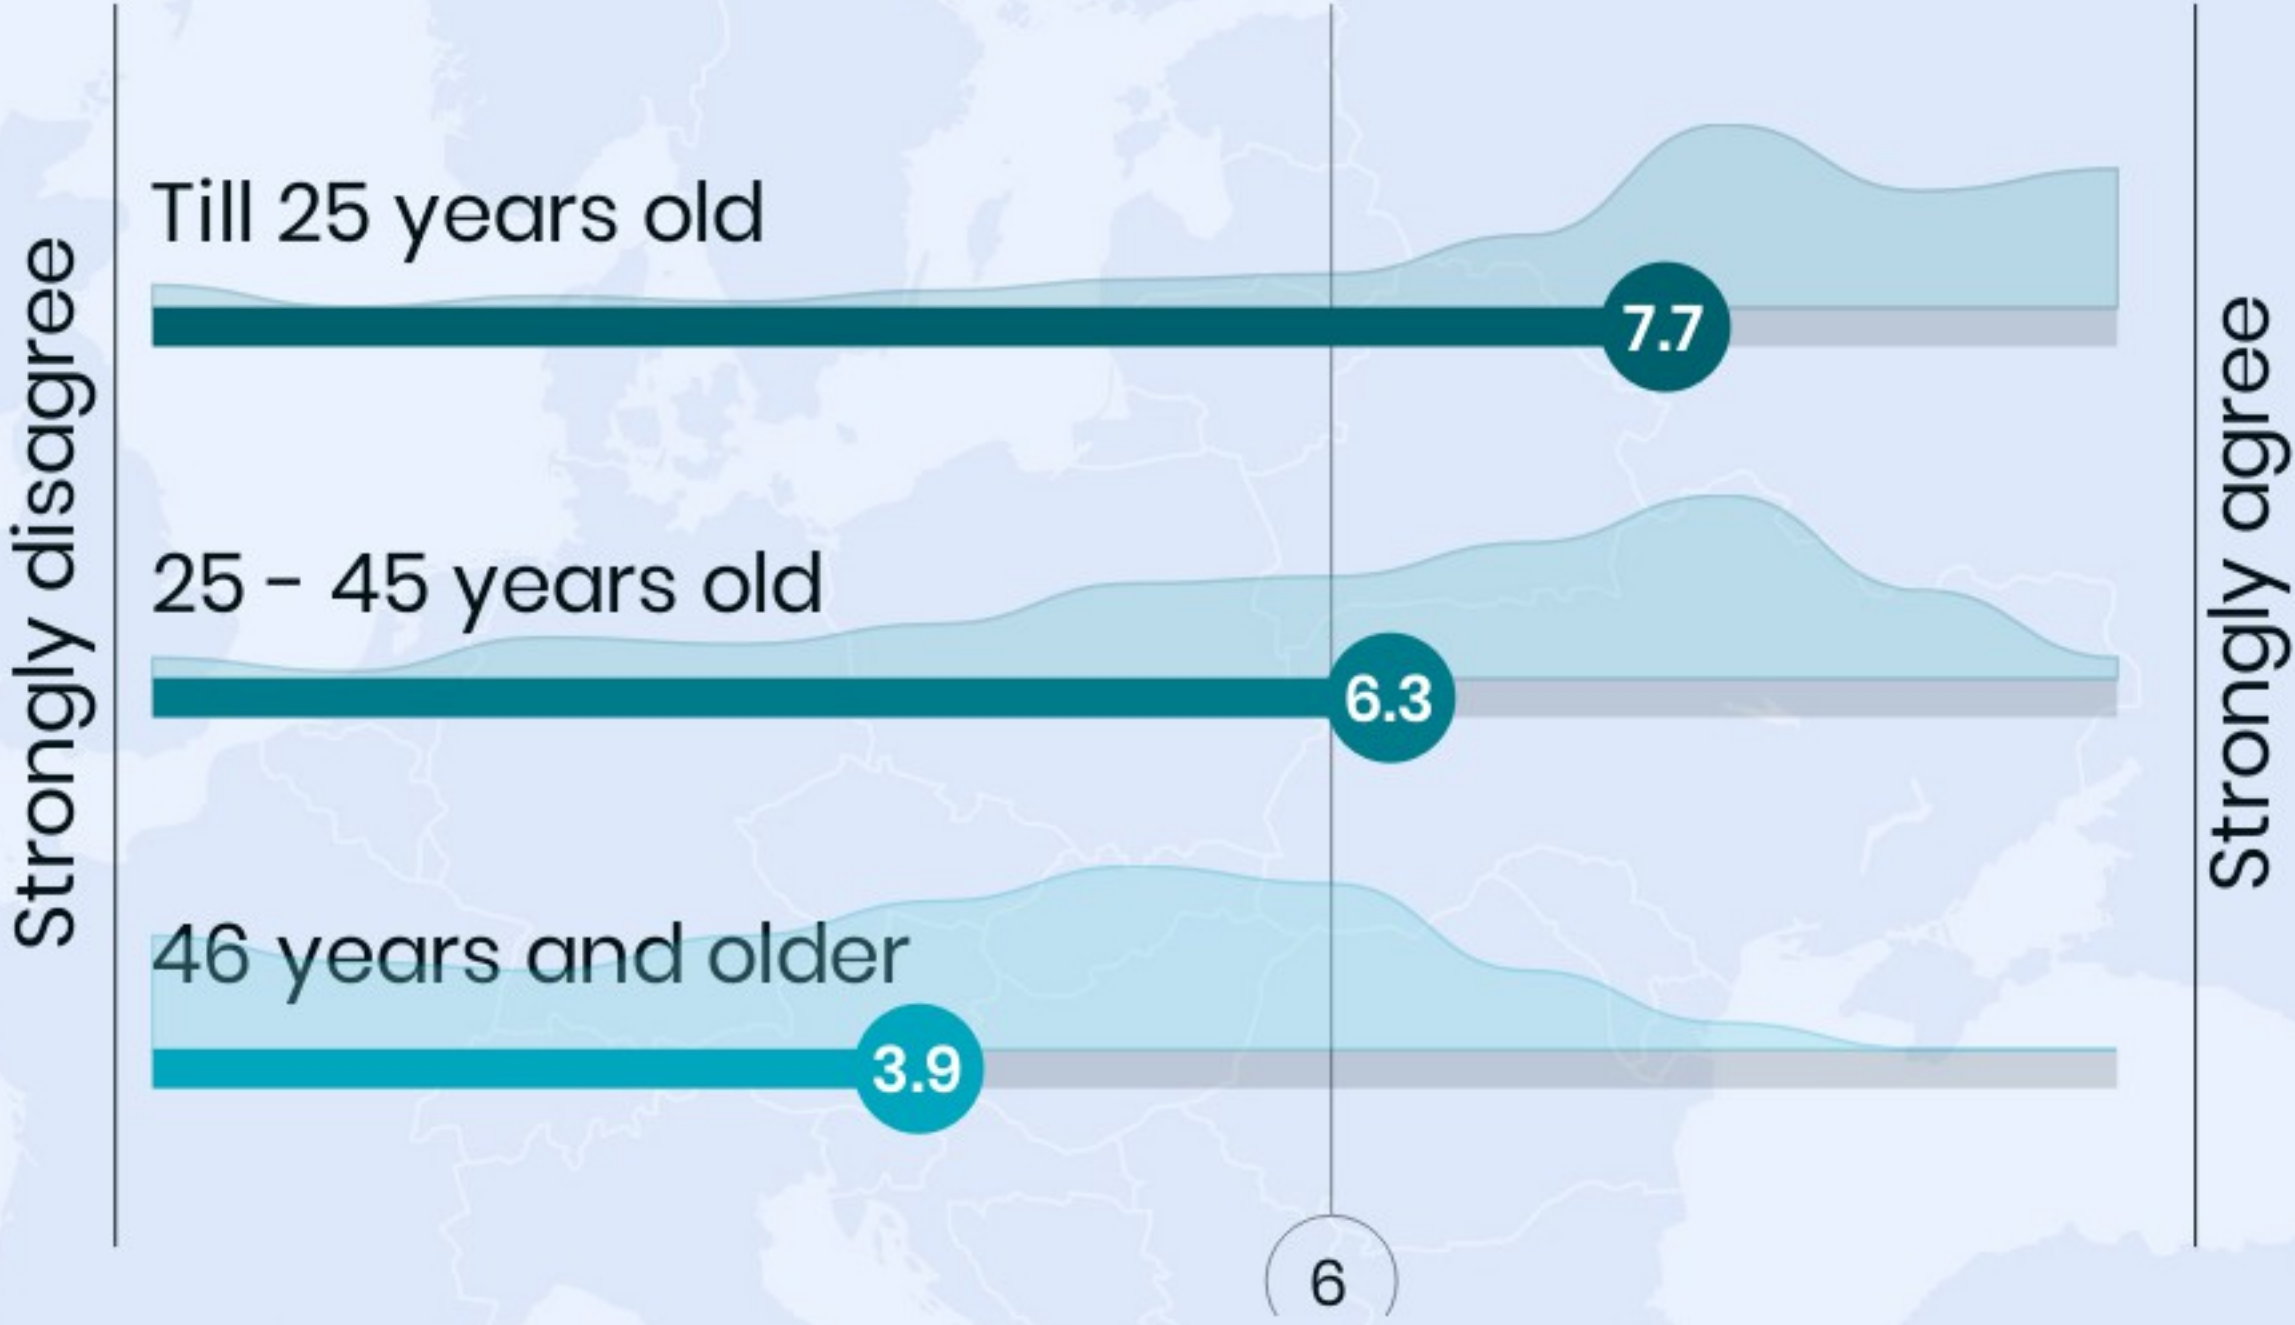 Strongly disagree
Till 25 years old
7.7
25 - 45 years old
6.3
46 years and older
3.9
6
Strongly agree